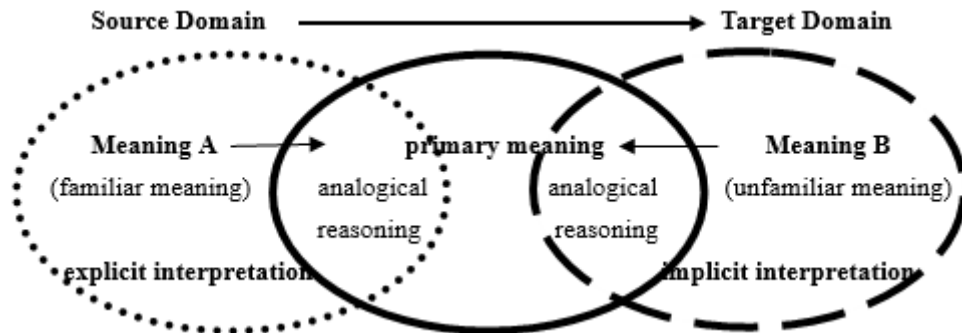 Source Domain Target Domain
Meaning A primary meaning Meaning B
(familiar meaning) analogical analogical (unfamiliar meaning)
reasoning reasoning
explicit interpretation implicit interpretation